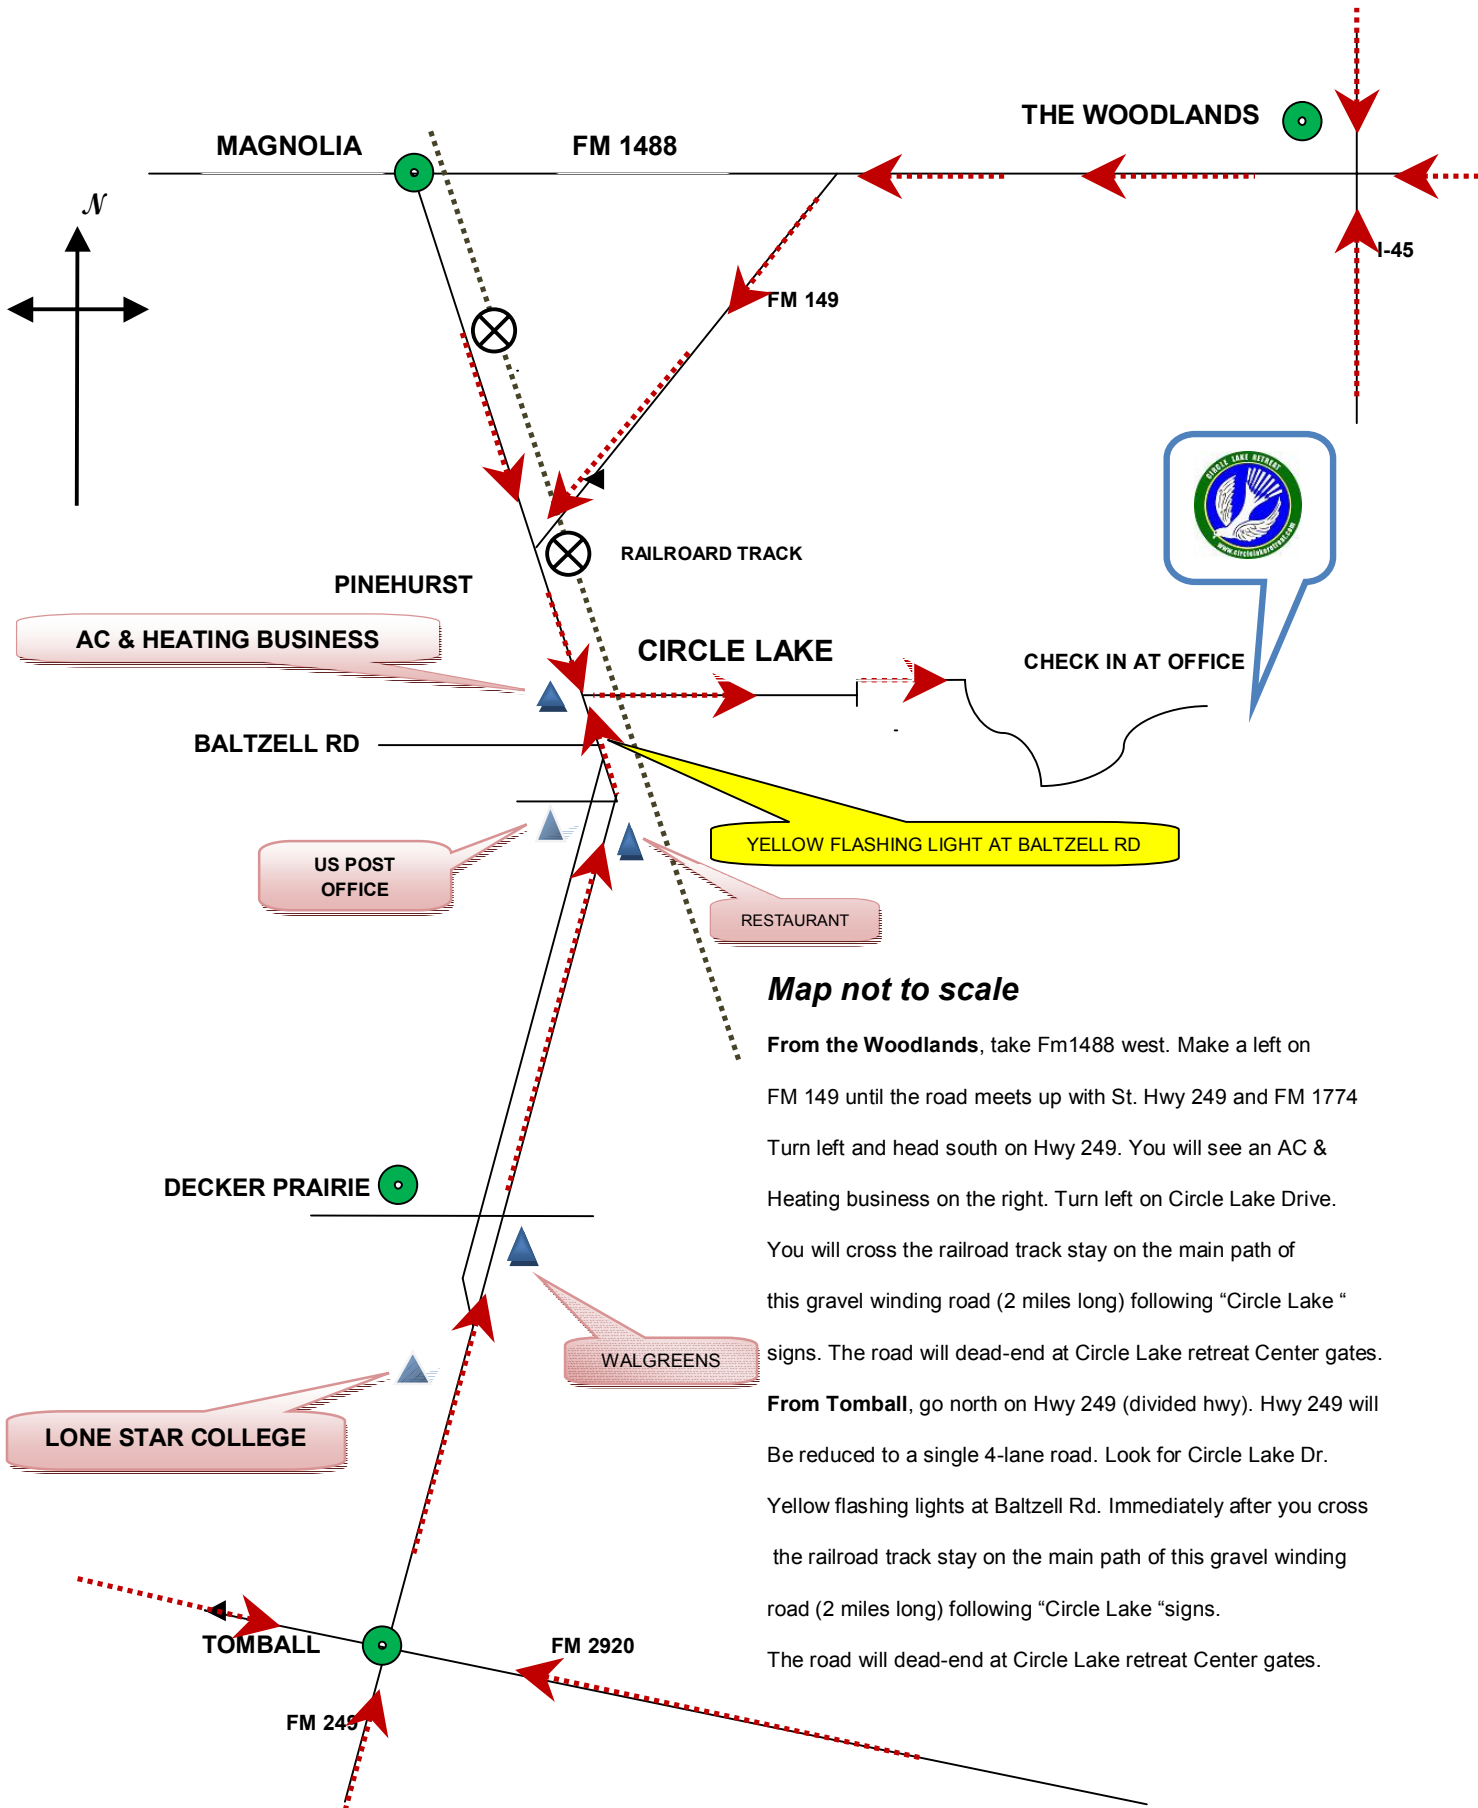 THE WOODLANDS
MAGNOLIA
FM 1488
N
I-45
FM 149
CIRCLE LAKE RETREAT
www.circlelakeretreat.com
RAILROARD TRACK
PINEHURST
AC & HEATING BUSINESS
CIRCLE LAKE
CHECK IN AT OFFICE
BALTZELL RD
YELLOW FLASHING LIGHT AT BALTZELL RD
US POST
OFFICE
RESTAURANT
Map not to scale
From the Woodlands, take Fm1488 west. Make a left on
FM 149 until the road meets up with St. Hwy 249 and FM 1774
Turn left and head south on Hwy 249. You will see an AC &
Heating business on the right. Turn left on Circle Lake Drive.
You will cross the railroad track stay on the main path of
this gravel winding road (2 miles long) following “Circle Lake “
signs. The road will dead-end at Circle Lake retreat Center gates.
From Tomball, go north on Hwy 249 (divided hwy). Hwy 249 will
Be reduced to a single 4-lane road. Look for Circle Lake Dr.
Yellow flashing lights at Baltzell Rd. Immediately after you cross
the railroad track stay on the main path of this gravel winding
road (2 miles long) following “Circle Lake “signs.
The road will dead-end at Circle Lake retreat Center gates.
DECKER PRAIRIE
WALGREENS
LONE STAR COLLEGE
TOMBALL
FM 2920
FM 249